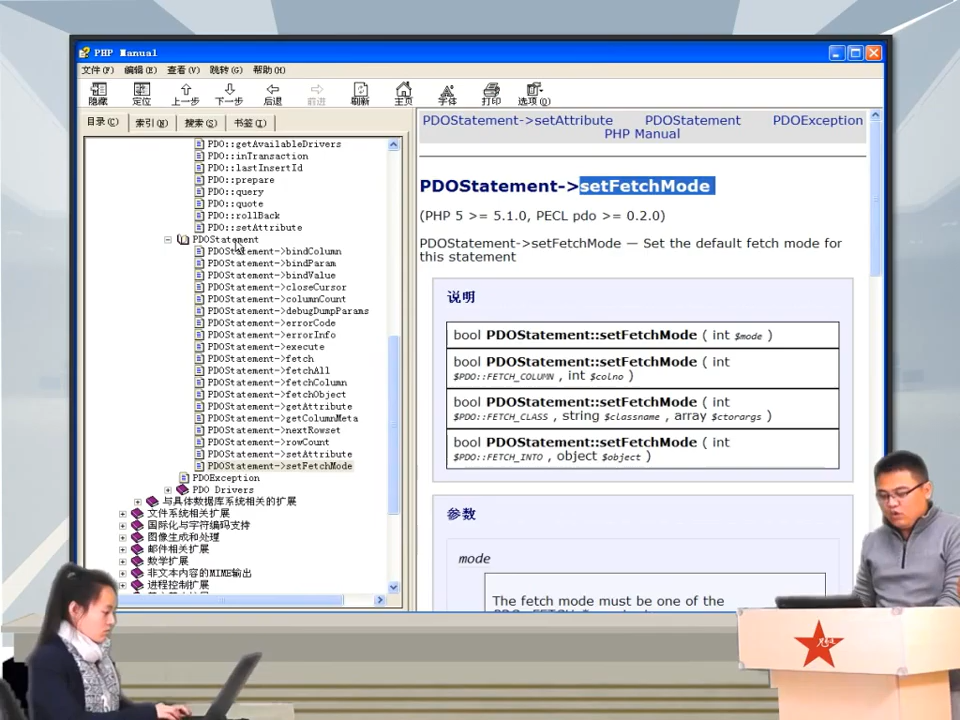 PHP Manual
文件(F) 编辑(E) 查看(V) 跳转(G) 帮助(H)
隐藏 定位 上一步 下一步 后退 前进 刷新 主页 字体 打印 选项(O)
目录(C) 索引(N) 搜索(S) 书签(I)
PDO::getAvailableDrivers
PDO::inTransaction
PDO::lastInsertId
PDO::prepare
PDO::query
PDO::quote
PDO::rollBack
PDO::setAttribute
PDOStatement
PDOStatement->bindColumn
PDOStatement->bindParam
PDOStatement->bindValue
PDOStatement->closeCursor
PDOStatement->columnCount
PDOStatement->debugDumpParams
PDOStatement->errorCode
PDOStatement->errorInfo
PDOStatement->execute
PDOStatement->fetch
PDOStatement->fetchAll
PDOStatement->fetchColumn
PDOStatement->fetchObject
PDOStatement->getAttribute
PDOStatement->getColumnMeta
PDOStatement->nextRowset
PDOStatement->rowCount
PDOStatement->setAttribute
PDOStatement->setFetchMode
PDOException
PDO Drivers
与具体数据库系统相关的扩展
文件系统相关扩展
国际化与字符编码支持
图像生成和处理
邮件相关扩展
数学扩展
非文本内容的MIME输出
进程控制扩展
PDOStatement->setAttribute PDOStatement PDOException
PHP Manual
PDOStatement->setFetchMode
(PHP 5 >= 5.1.0, PECL pdo >= 0.2.0)
PDOStatement->setFetchMode — Set the default fetch mode for
this statement
说明
bool PDOStatement::setFetchMode ( int $mode )
bool PDOStatement::setFetchMode ( int
$PDO::FETCH_COLUMN , int $colno )
bool PDOStatement::setFetchMode ( int
$PDO::FETCH_CLASS , string $classname , array $ctorargs )
bool PDOStatement::setFetchMode ( int
$PDO::FETCH_INTO , object $object )
参数
mode
The fetch mode must be one of the